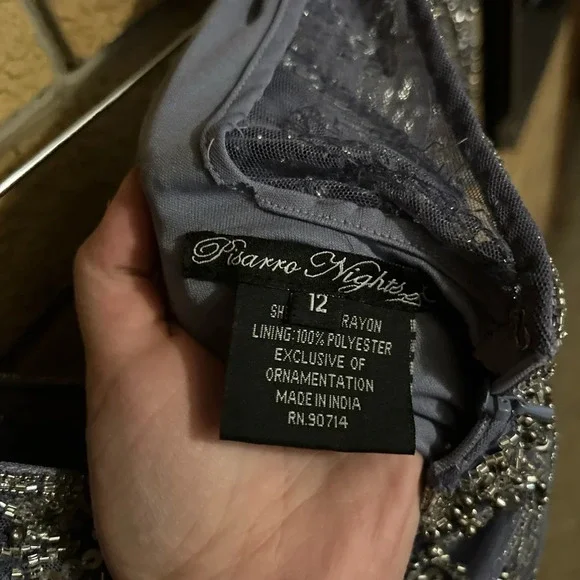 Pisarro Nights
12
RAYON
LINING:100% POLYESTER
EXCLUSIVE OF
ORNAMENTATION
MADE IN INDIA
RN.90714